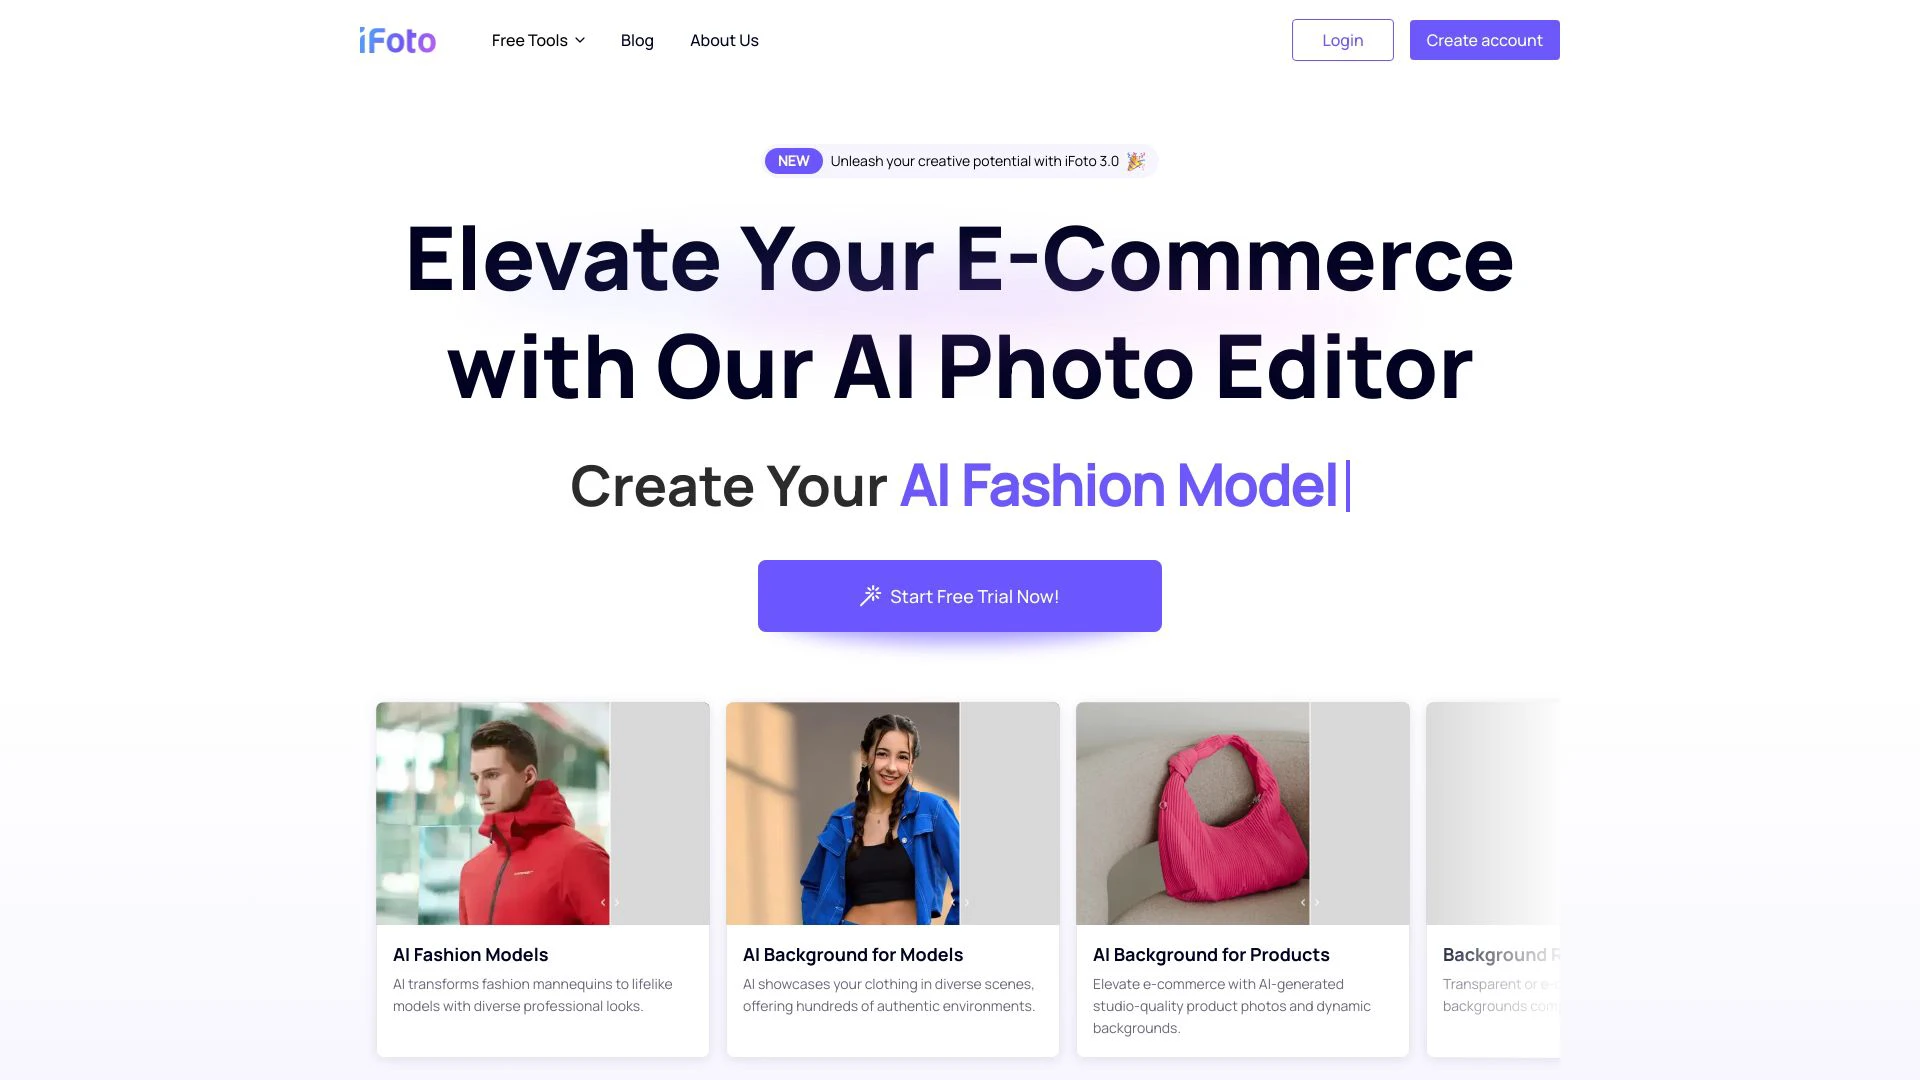 iFoto
Free Tools
Blog
About Us
Login
Create account
NEW
Unleash your creative potential with iFoto 3.0
Elevate Your E-Commerce
with Our AI Photo Editor
Create Your AI Fashion Model
Start Free Trial Now!
AI Fashion Models
AI transforms fashion mannequins to lifelike
models with diverse professional looks.
AI Background for Models
AI showcases your clothing in diverse scenes,
offering hundreds of authentic environments.
AI Background for Products
Elevate e-commerce with AI-generated
studio-quality product photos and dynamic
backgrounds.
Background
Transparent or
backgrounds